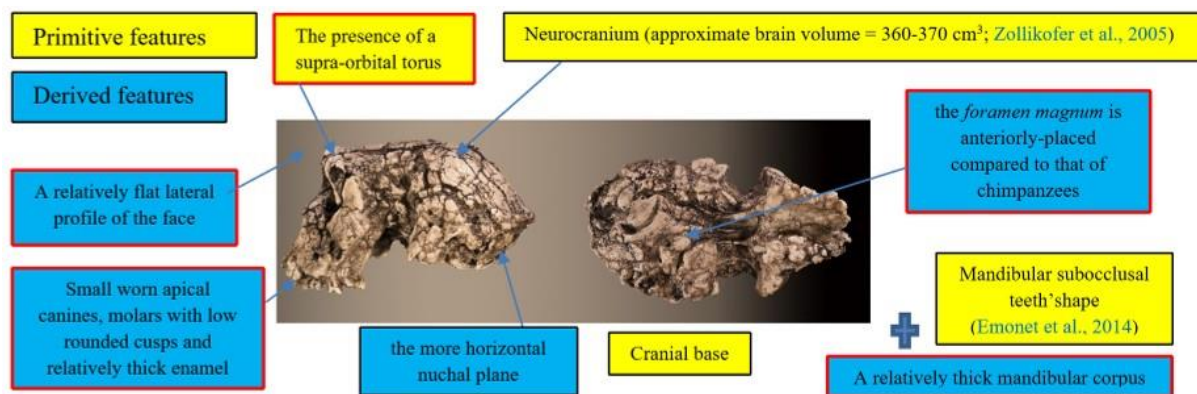 Primitive features
Derived features
The presence of a
supra-orbital torus
Neurocranium (approximate brain volume = 360-370 cm³; Zollikofer et al., 2005)
the foramen magnum is
anteriorly-placed
compared to that of
chimpanzees
A relatively flat lateral
profile of the face
Small worn apical
canines, molars with low
rounded cusps and
relatively thick enamel
the more horizontal
nuchal plane
Cranial base
Mandibular subocclusal
teeth’shape
(Emonet et al., 2014)
A relatively thick mandibular corpus